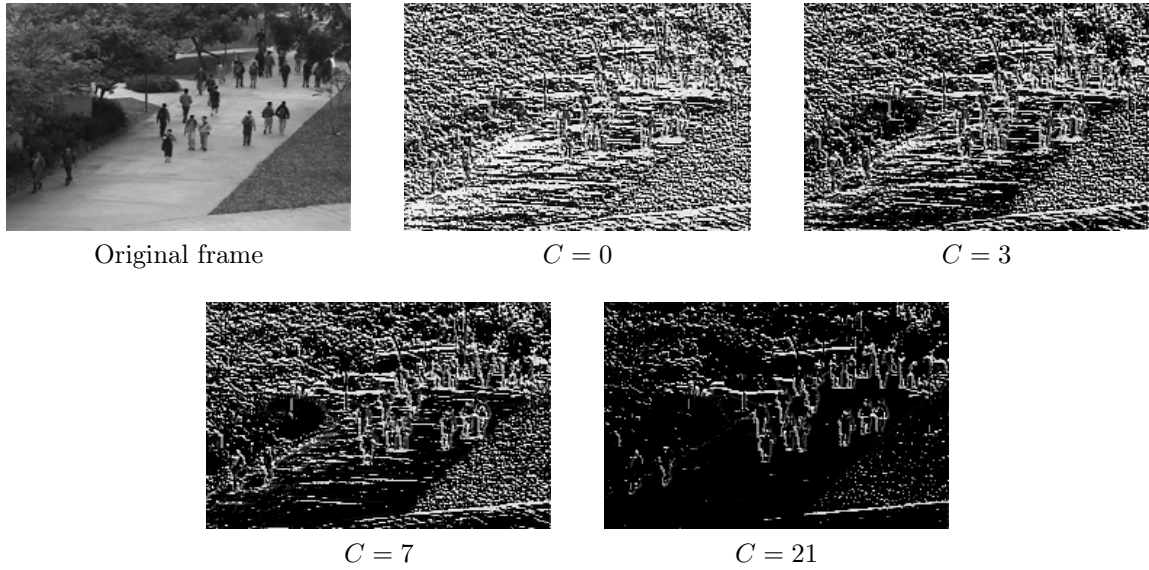 Original frame
C = 0
C = 3
C = 7
C = 21